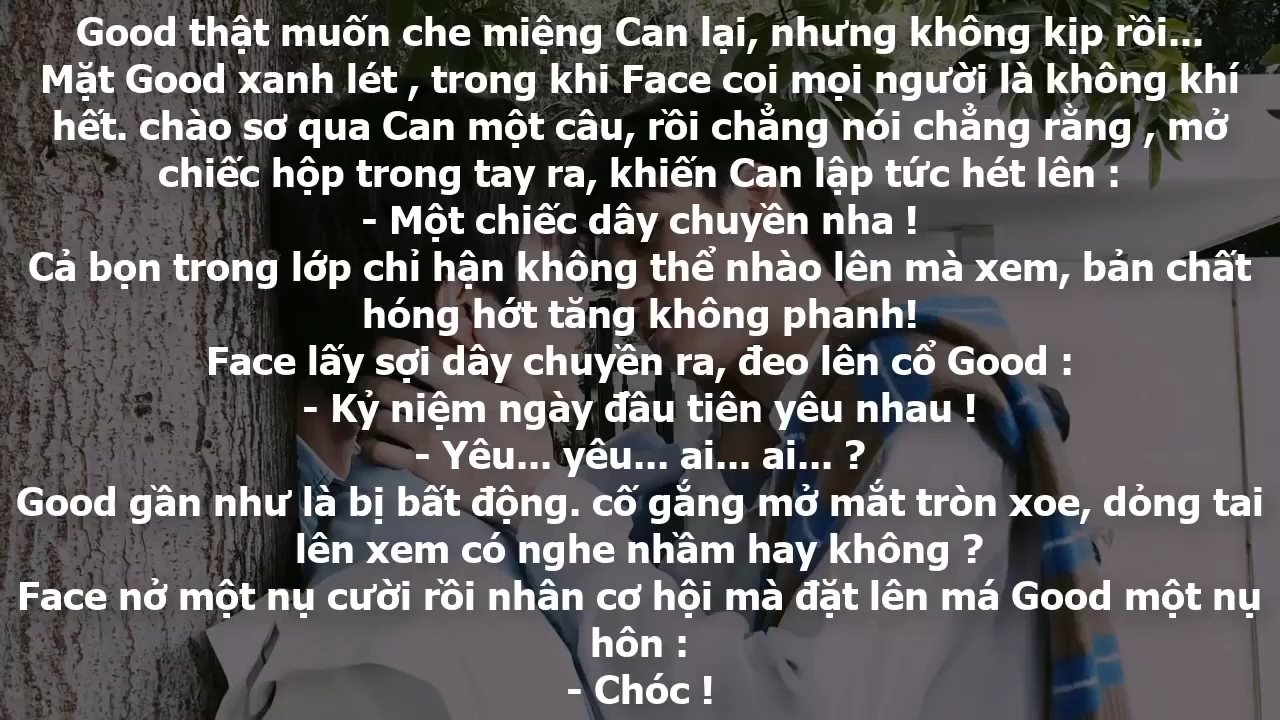 Good thật muốn che miệng Can lại, nhưng không kịp rồi...
Mặt Good xanh lét , trong khi Face coi mọi người là không khí
hết. chào sơ qua Can một câu, rồi chẳng nói chẳng rằng , mở
chiếc hộp trong tay ra, khiến Can lập tức hét lên :
- Một chiếc dây chuyền nha !
Cả bọn trong lớp chỉ hận không thể nhào lên mà xem, bản chất
hóng hớt tăng không phanh!
Face lấy sợi dây chuyền ra, đeo lên cổ Good :
- Kỷ niệm ngày đầu tiên yêu nhau !
- Yêu... yêu... ai... ai... ?
Good gần như là bị bất động. cố gắng mở mắt tròn xoe, dỏng tai
lên xem có nghe nhầm hay không ?
Face nở một nụ cười rồi nhân cơ hội mà đặt lên má Good một nụ
hôn :
- Chóc !